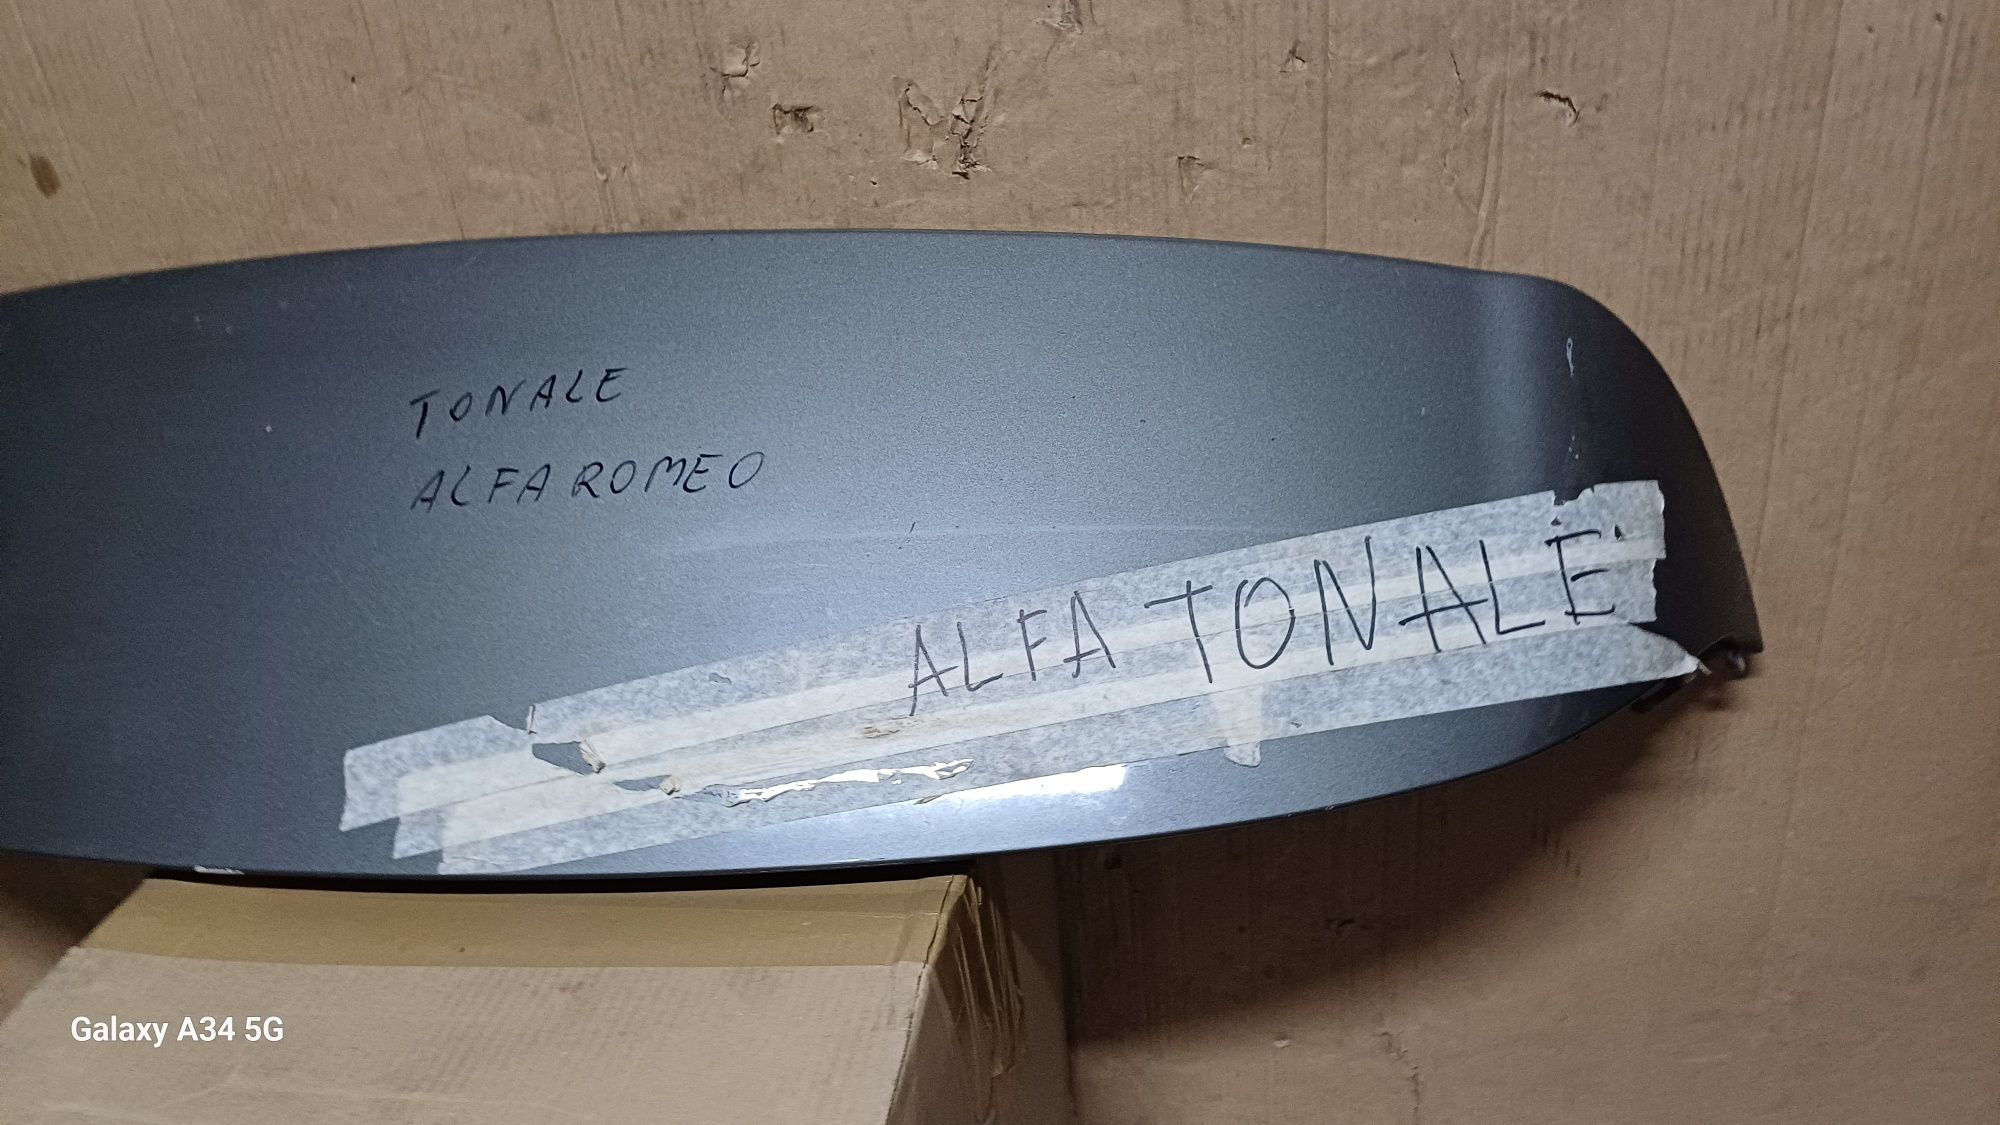 TONALE
ALFA ROMEO
ALFA TONALE
Galaxy A34 5G